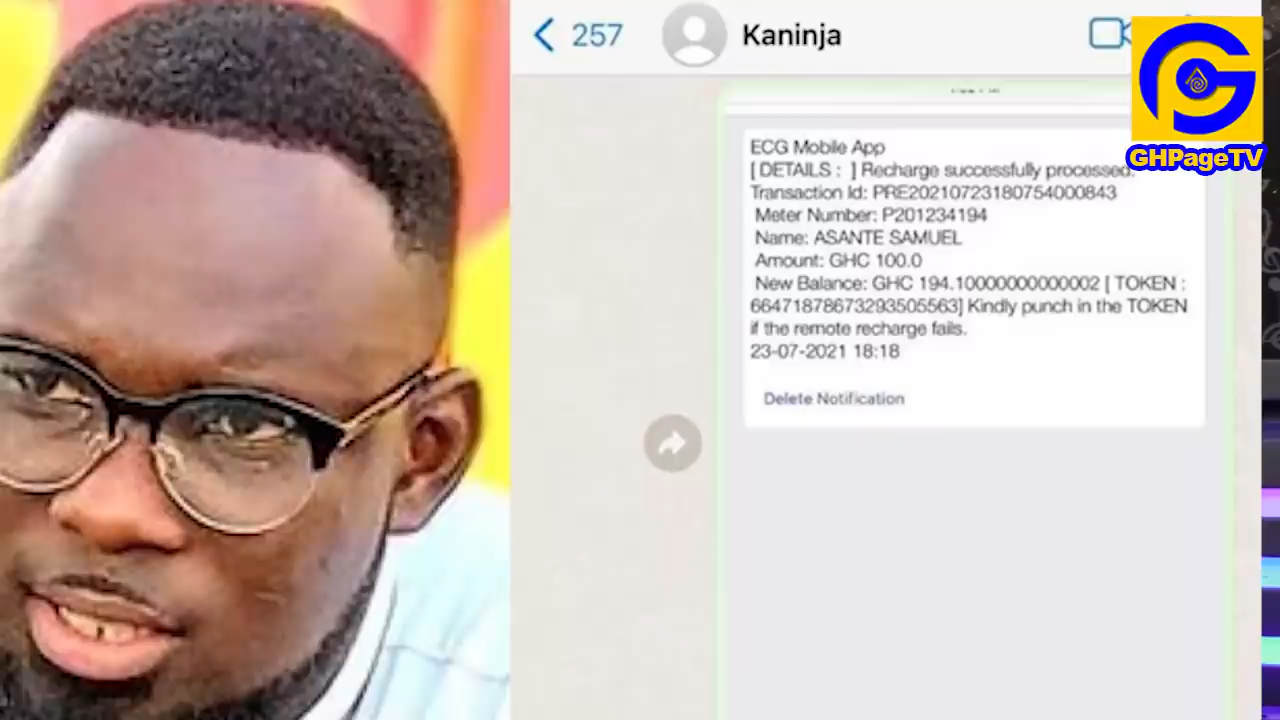 257
Kaninja
GHPageTV
ECG Mobile App
[ DETAILS : ] Recharge successfully processed.
Transaction Id: PRE202107231807540​00843
Meter Number: P201234194
Name: ASANTE SAMUEL
Amount: GHC 100.0
New Balance: GHC 194.10000000000002 [ TOKEN :
66471878673293505563] Kindly punch in the TOKEN
if the remote recharge fails.
23-07-2021 18:18
Delete Notification